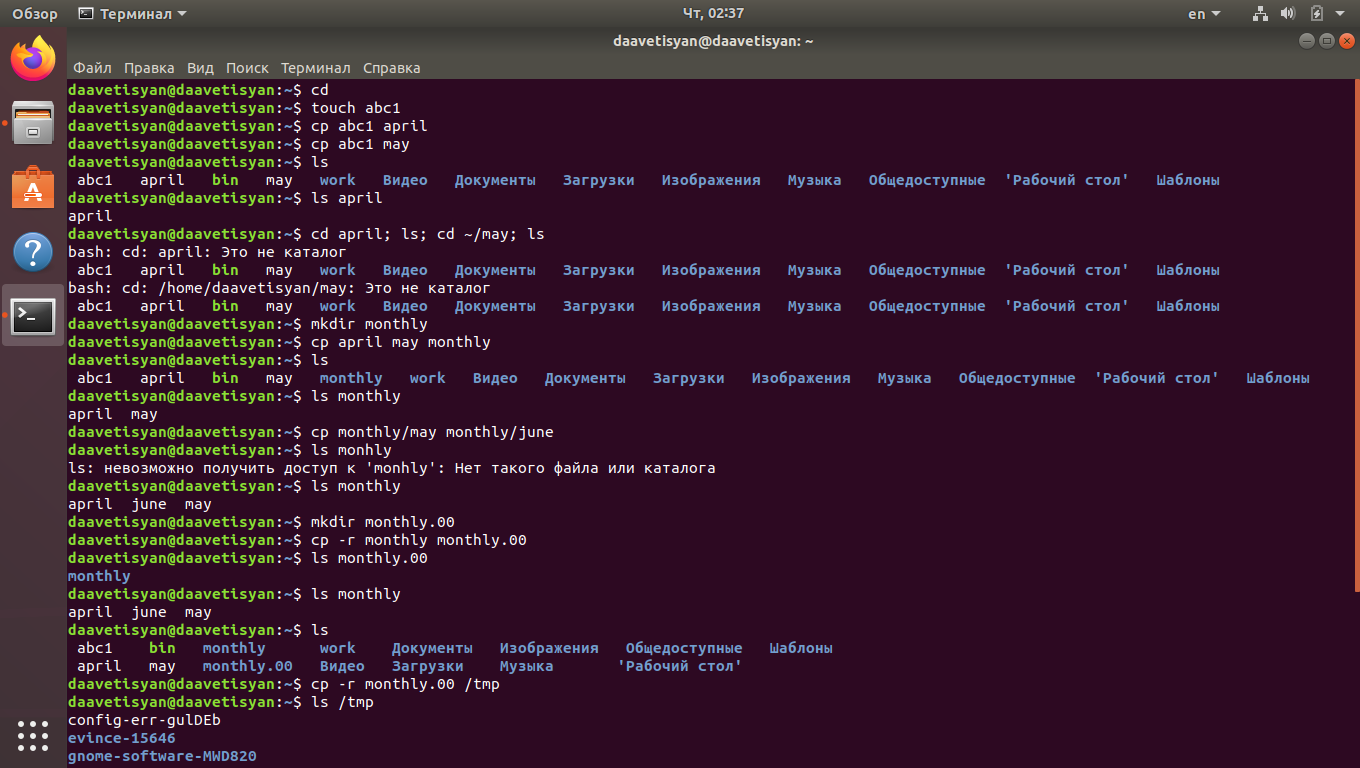 Обзор Терминал Чт, 02:37 en
daavetisyan@daavetisyan: ~
Файл Правка Вид Поиск Терминал Справка
daavetisyan@daavetisyan:~$ cd
daavetisyan@daavetisyan:~$ touch abc1
daavetisyan@daavetisyan:~$ cp abc1 april
daavetisyan@daavetisyan:~$ cp abc1 may
daavetisyan@daavetisyan:~$ ls
abc1 april bin may work Видео Документы Загрузки Изображения Музыка Общедоступные 'Рабочий стол' Шаблоны
daavetisyan@daavetisyan:~$ ls april
april
daavetisyan@daavetisyan:~$ cd april; ls; cd ~/may; ls
bash: cd: april: Это не каталог
abc1 april bin may work Видео Документы Загрузки Изображения Музыка Общедоступные 'Рабочий стол' Шаблоны
bash: cd: /home/daavetisyan/may: Это не каталог
abc1 april bin may work Видео Документы Загрузки Изображения Музыка Общедоступные 'Рабочий стол' Шаблоны
daavetisyan@daavetisyan:~$ mkdir monthly
daavetisyan@daavetisyan:~$ cp april may monthly
daavetisyan@daavetisyan:~$ ls
abc1 april bin may monthly work Видео Документы Загрузки Изображения Музыка Общедоступные 'Рабочий стол' Шаблоны
daavetisyan@daavetisyan:~$ ls monthly
april may
daavetisyan@daavetisyan:~$ cp monthly/may monthly/june
daavetisyan@daavetisyan:~$ ls monhly
ls: невозможно получить доступ к 'monhly': Нет такого файла или каталога
daavetisyan@daavetisyan:~$ ls monthly
april june may
daavetisyan@daavetisyan:~$ mkdir monthly.00
daavetisyan@daavetisyan:~$ cp -r monthly monthly.00
daavetisyan@daavetisyan:~$ ls monthly.00
monthly
daavetisyan@daavetisyan:~$ ls monthly
april june may
daavetisyan@daavetisyan:~$ ls
abc1 bin monthly work Документы Изображения Общедоступные Шаблоны
april may monthly.00 Видео Загрузки Музыка 'Рабочий стол'
daavetisyan@daavetisyan:~$ cp -r monthly.00 /tmp
daavetisyan@daavetisyan:~$ ls /tmp
config-err-gulDEb
evince-15646
gnome-software-MWD820